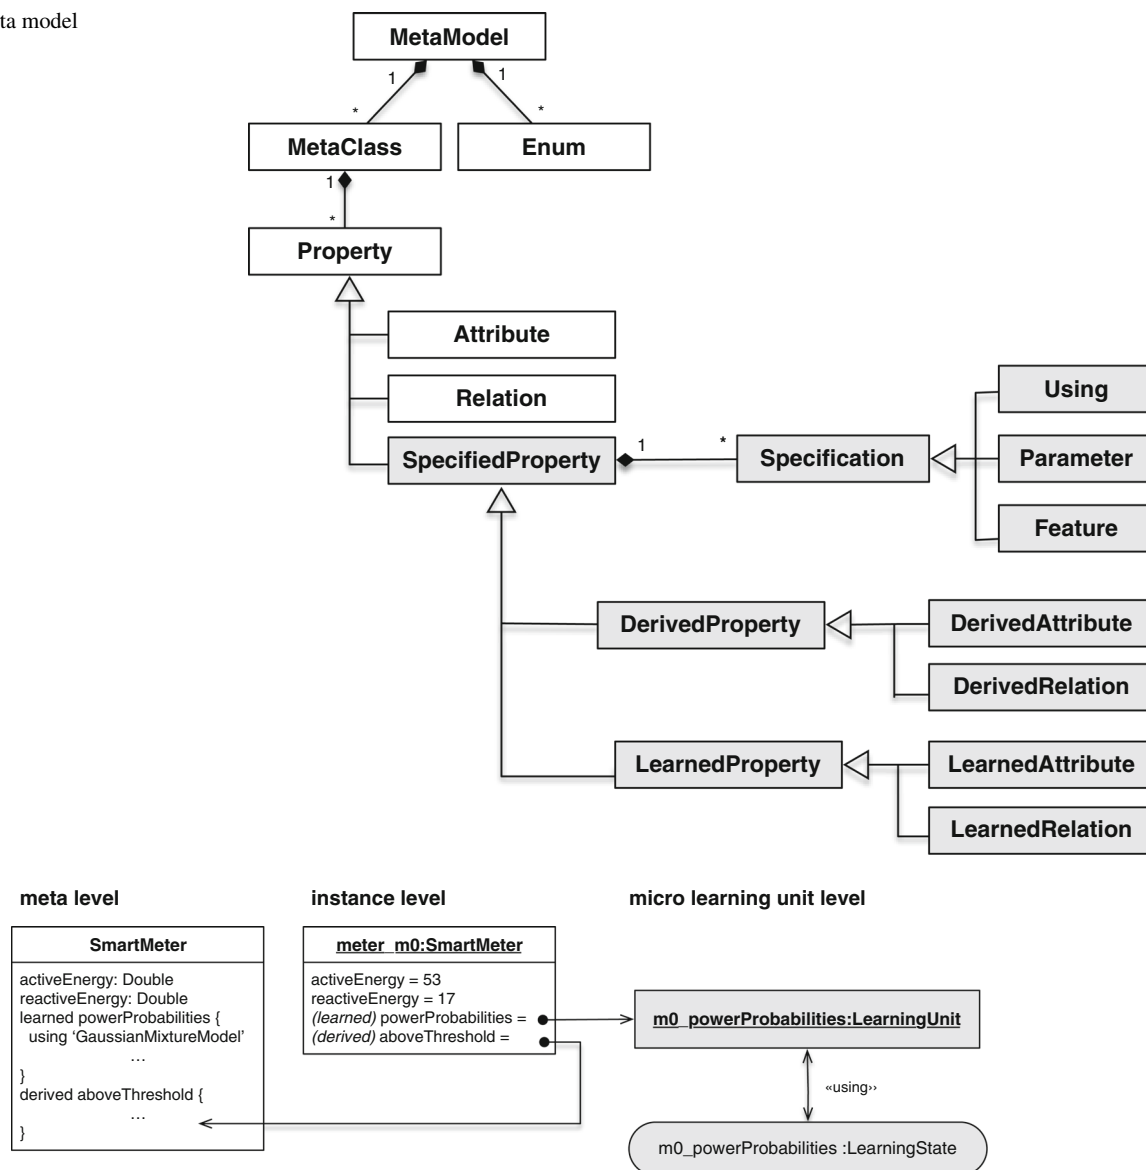 ta model
MetaModel
1
1
*
*
MetaClass
Enum
1
*
Property
Attribute
Relation
SpecifiedProperty
1
*
Specification
Using
Parameter
Feature
DerivedProperty
DerivedAttribute
DerivedRelation
LearnedProperty
LearnedAttribute
LearnedRelation
meta level
SmartMeter
activeEnergy: Double
reactiveEnergy: Double
learned powerProbabilities {
using ‘GaussianMixtureModel’
...
}
derived aboveThreshold {
...
}
instance level
meter_m0:SmartMeter
activeEnergy = 53
reactiveEnergy = 17
(learned) powerProbabilities =
(derived) aboveThreshold =
micro learning unit level
m0_powerProbabilities:LearningUnit
«using››
m0_powerProbabilities :LearningState